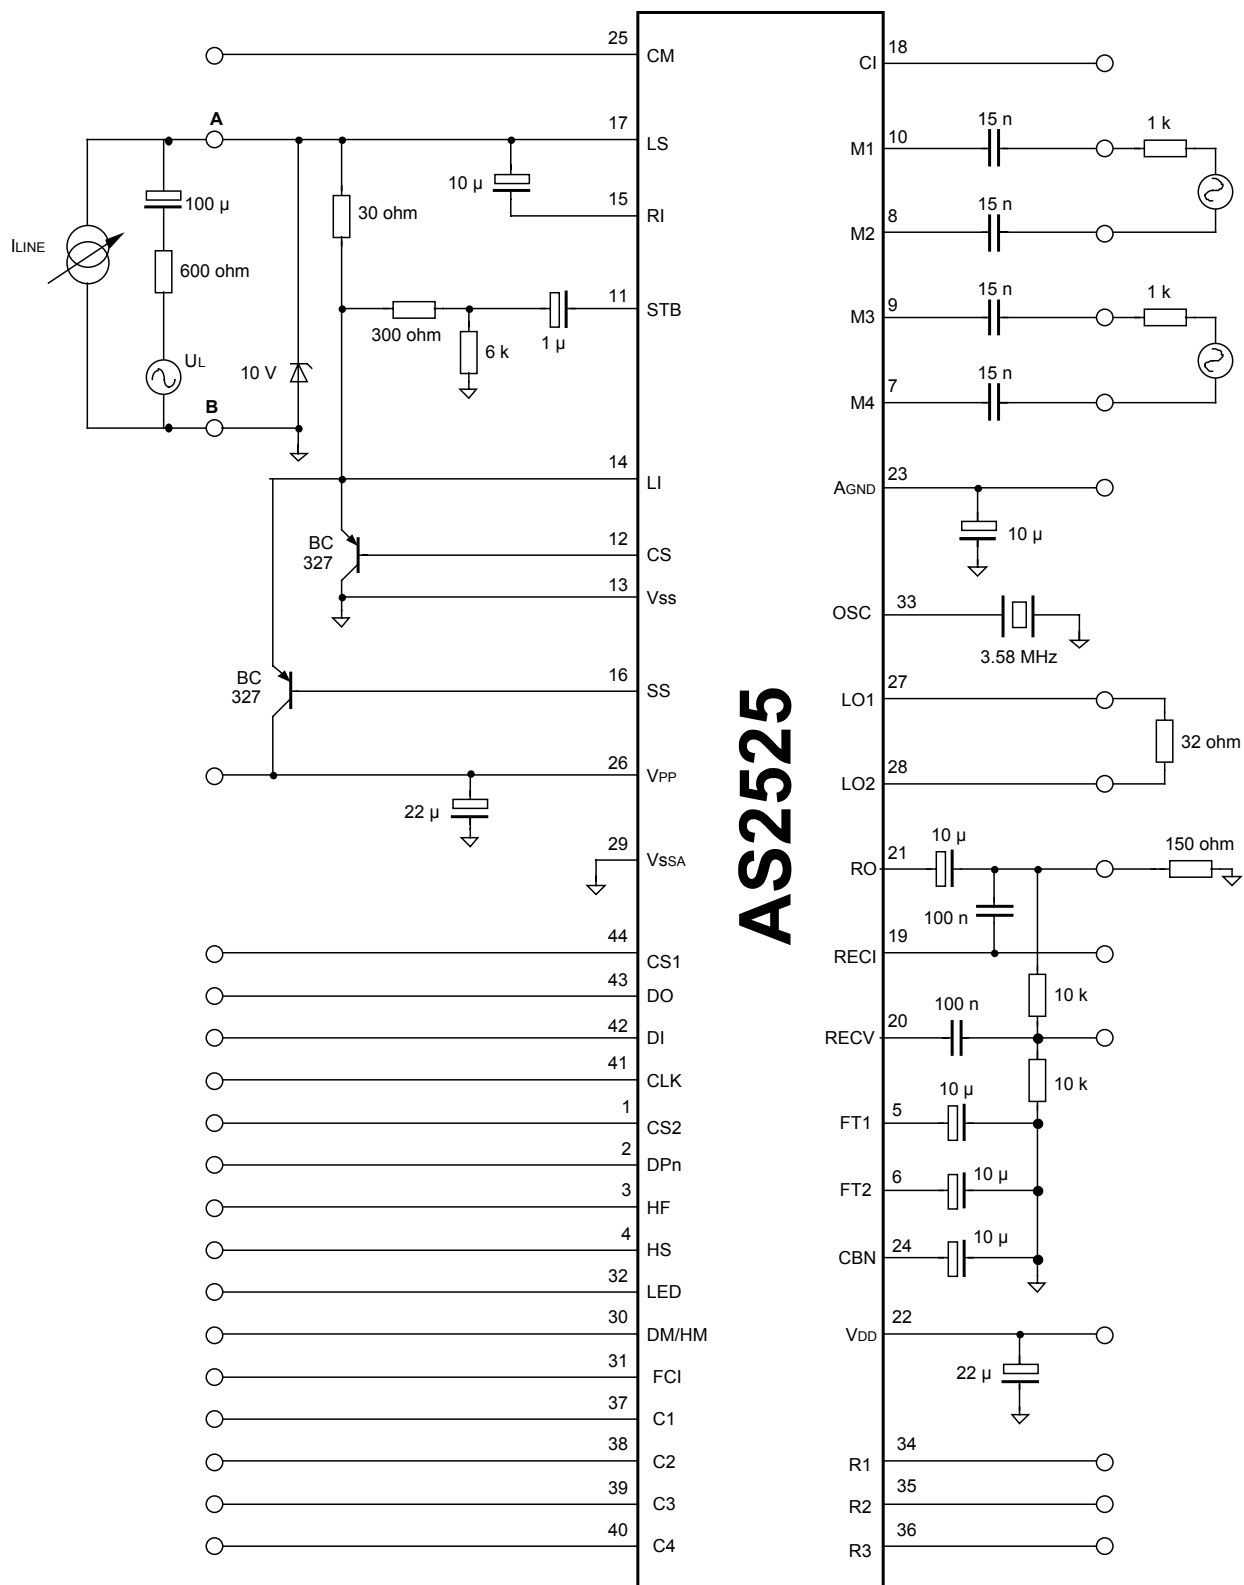 25
CM
18
CI
A
17
LS
10
M1
15 n
1 k
10 µ
15
RI
100 µ
30 ohm
8
M2
15 n
ILINE
600 ohm
11
STB
300 ohm
6 k
1 µ
9
M3
15 n
1 k
UL
10 V
7
M4
15 n
B
14
LI
23
AGND
10 µ
BC
327
12
CS
13
Vss
33
OSC
3.58 MHz
BC
327
16
SS
27
LO1
32 ohm
28
LO2
26
VPP
22 µ
AS2525
29
VSSA
21
RO
10 µ
150 ohm
100 n
19
RECI
44
CS1
43
DO
10 k
42
DI
20
RECV
100 n
41
CLK
10 k
1
CS2
5
FT1
10 µ
2
DPn
6
FT2
10 µ
3
HF
4
HS
24
CBN
10 µ
32
LED
30
DM/HM
22
VDD
22 µ
31
FCI
37
C1
38
C2
34
R1
39
C3
35
R2
40
C4
36
R3